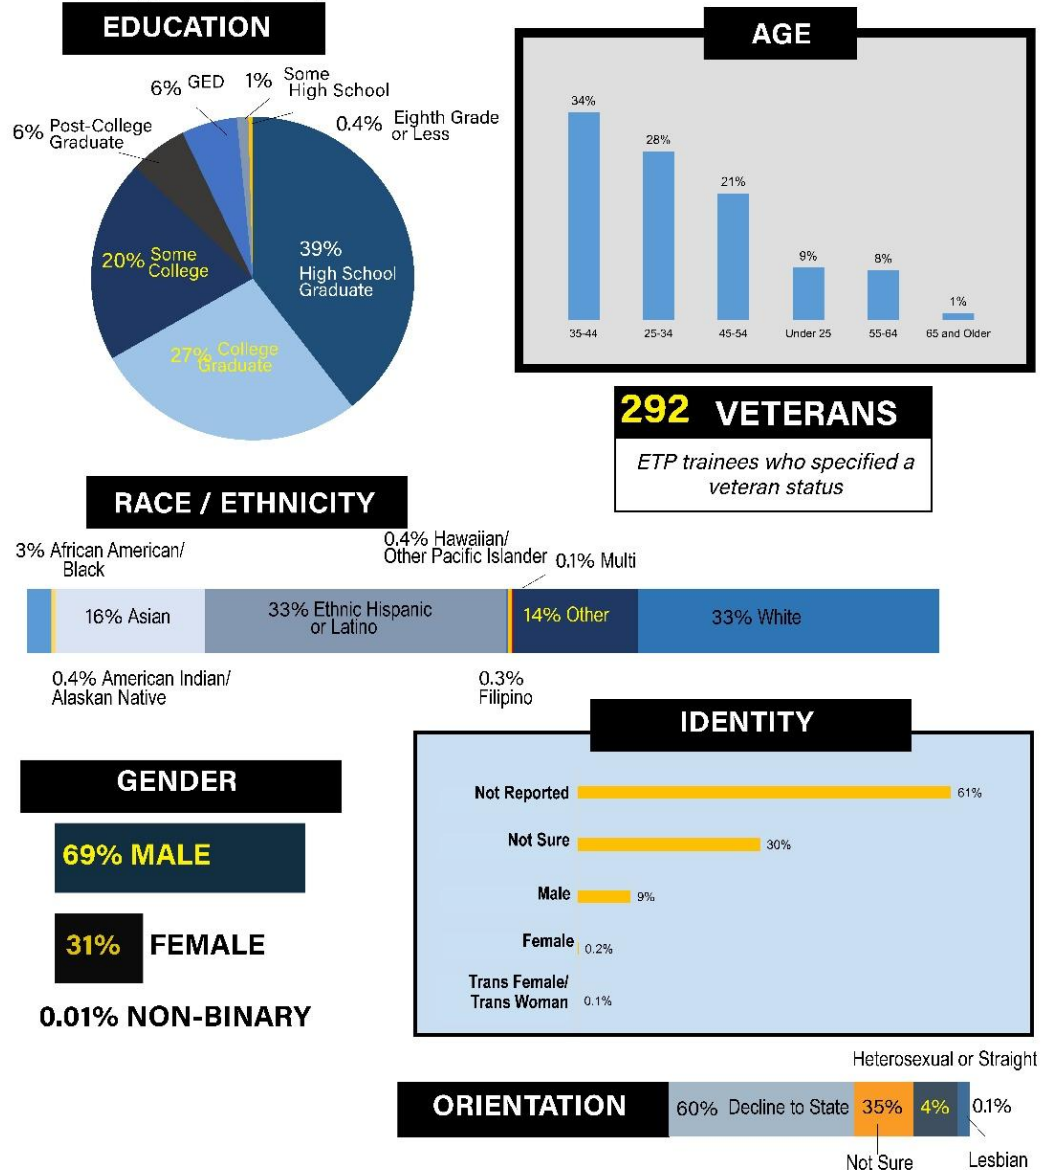 EDUCATION
6% GED
1% Some
High School
0.4% Eighth Grade
or Less
6% Post-College
Graduate
20% Some
College
39%
High School
Graduate
27% College
Graduate
AGE
34%
28%
21%
9%
8%
1%
35-44
25-34
45-54
Under 25
55-64
65 and Older
292 VETERANS
ETP trainees who specified a
veteran status
RACE / ETHNICITY
3% African American/
Black
0.4% Hawaiian/
Other Pacific Islander
0.1% Multi
16% Asian
33% Ethnic Hispanic
or Latino
14% Other
33% White
0.4% American Indian/
Alaskan Native
0.3%
Filipino
GENDER
69% MALE
31% FEMALE
0.01% NON-BINARY
IDENTITY
Not Reported 61%
Not Sure 30%
Male 9%
Female 0.2%
Trans Female/
Trans Woman 0.1%
Heterosexual or Straight
ORIENTATION 60% Decline to State 35% 4% 0.1%
Not Sure
Lesbian